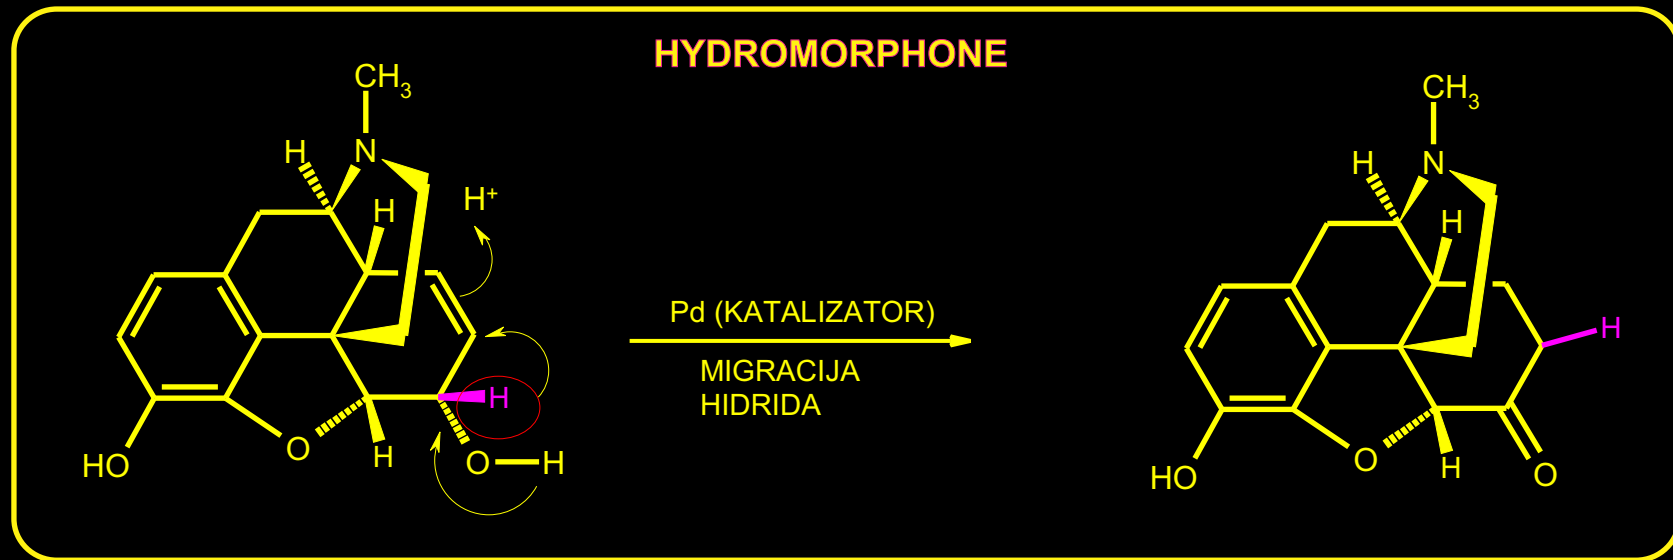 HYDROMORPHONE
CH3
N
H
H
H+
H
O
H
HO
O
H
Pd (KATALIZATOR)
MIGRACIJA
HIDRIDA
CH3
N
H
H
H
HO
O
H
O